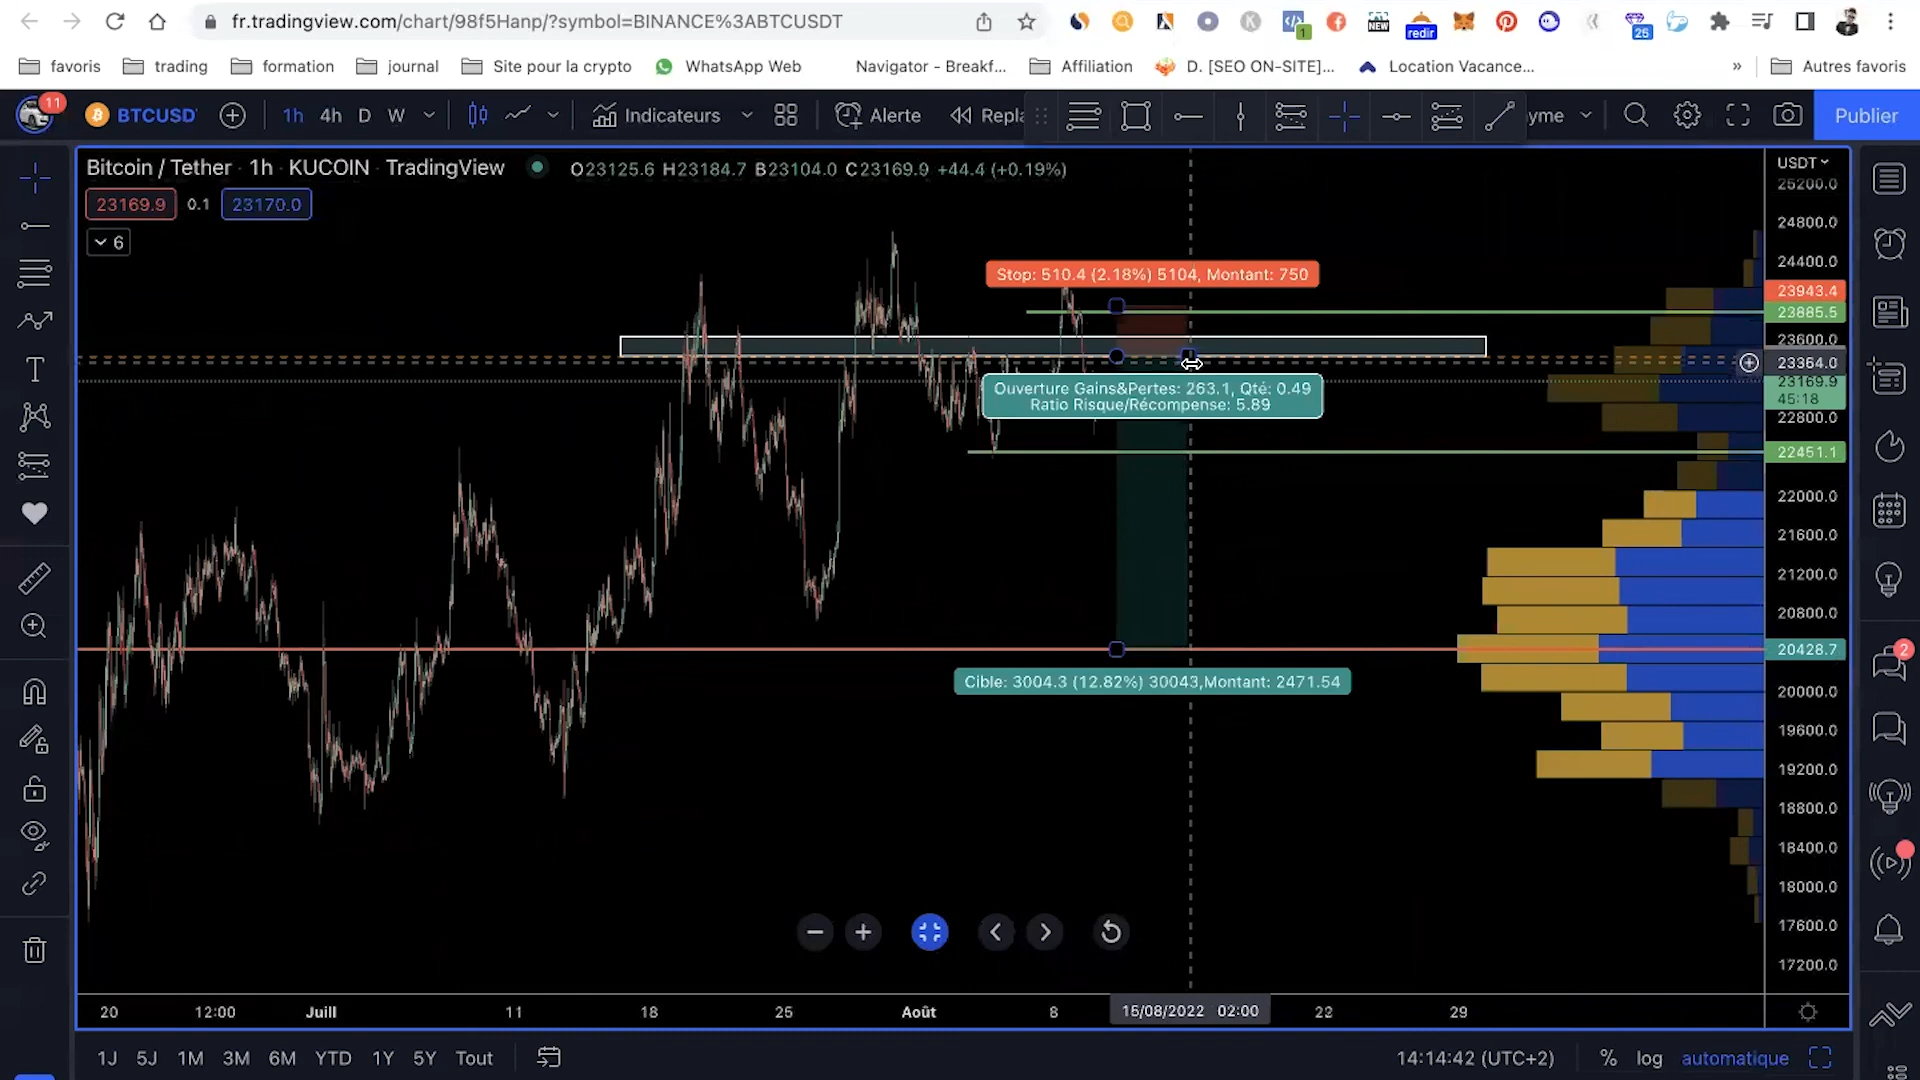 fr.tradingview.com/chart/98f5Hanp/?symbol=BINANCE%3ABTCUSDT
NEW
redir
1
26
favoris
trading
formation
journal
Site pour la crypto
WhatsApp Web
Navigator - Breakf...
Affiliation
D. [SEO ON-SITE]...
Location Vacance...
»
Autres favoris
11
BTCUSD
1h
4h
D
W
Indicateurs
Alerte
Repla
yme
Publier
Bitcoin / Tether · 1h · KUCOIN · TradingView
O23125.6 H23184.7 B23104.0 C23169.9 +44.4 (+0.19%)
23169.9
0.1
23170.0
6
USDT
25200.0
24800.0
24400.0
23943.4
23885.5
23600.0
23364.0
23169.9
45:18
22800.0
22451.1
22000.0
21600.0
21200.0
20800.0
20428.7
20000.0
19600.0
19200.0
18800.0
18400.0
18000.0
17600.0
17200.0
Stop: 510.4 (2.18%) 5104, Montant: 750
Ouverture Gains&Pertes: 263.1, Qté: 0.49
Ratio Risque/Récompense: 5.89
Cible: 3004.3 (12.82%) 30043,Montant: 2471.54
2
20
12:00
Juill
11
18
25
Août
8
15/08/2022 02:00
22
29
1J
5J
1M
3M
6M
YTD
1Y
5Y
Tout
14:14:42 (UTC+2)
%
log
automatique